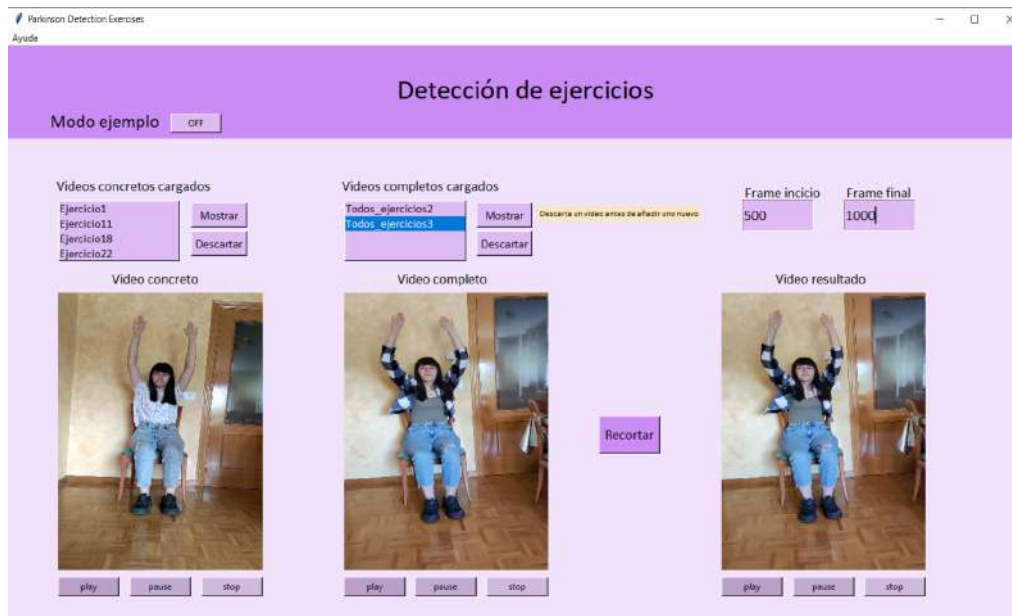 Parkinson Detection Exercises
Ayuda
Detección de ejercicios
Modo ejemplo OFF
Videos concretos cargados
Ejercicio1
Ejercicio11
Ejercicio18
Ejercicio22
Mostrar
Descartar
Videos completos cargados
Todos_ejercicios2
Todos_ejercicios3
Mostrar
Descartar
Descarta un video antes de añadir uno nuevo
Frame incicio
500
Frame final
1000
Video concreto
Video completo
Video resultado
Recortar
play pause stop
play pause stop
play pause stop